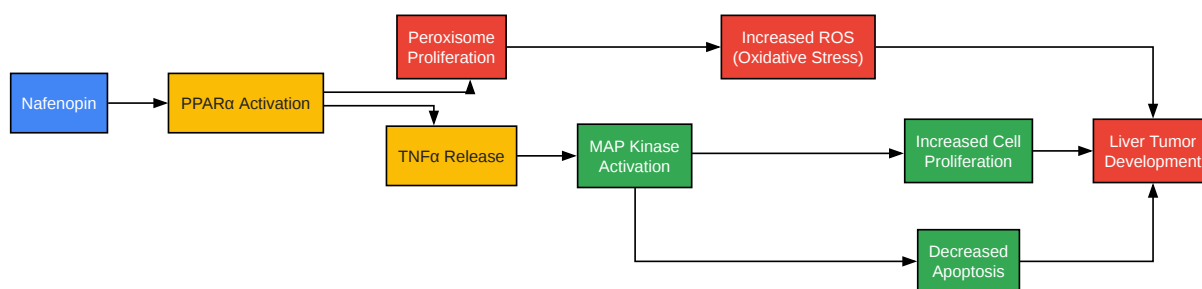 Nafenopin
PPARα Activation
Peroxisome
Proliferation
Increased ROS
(Oxidative Stress)
TNFα Release
MAP Kinase
Activation
Increased Cell
Proliferation
Decreased
Apoptosis
Liver Tumor
Development